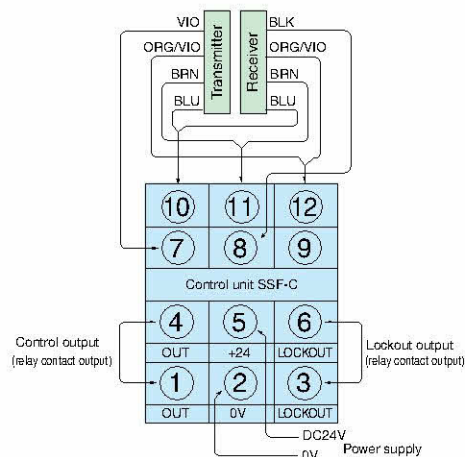 VIO
BLK
ORG/VIO
ORG/VIO
BRN
BRN
BLU
BLU
Transmitter
Receiver
10
11
12
7
8
9
Control unit SSF-C
4
5
6
OUT
+24
LOCKOUT
1
2
3
OUT
0V
LOCKOUT
Control output
(relay contact output)
Lockout output
(relay contact output)
DC24V
Power supply
0V